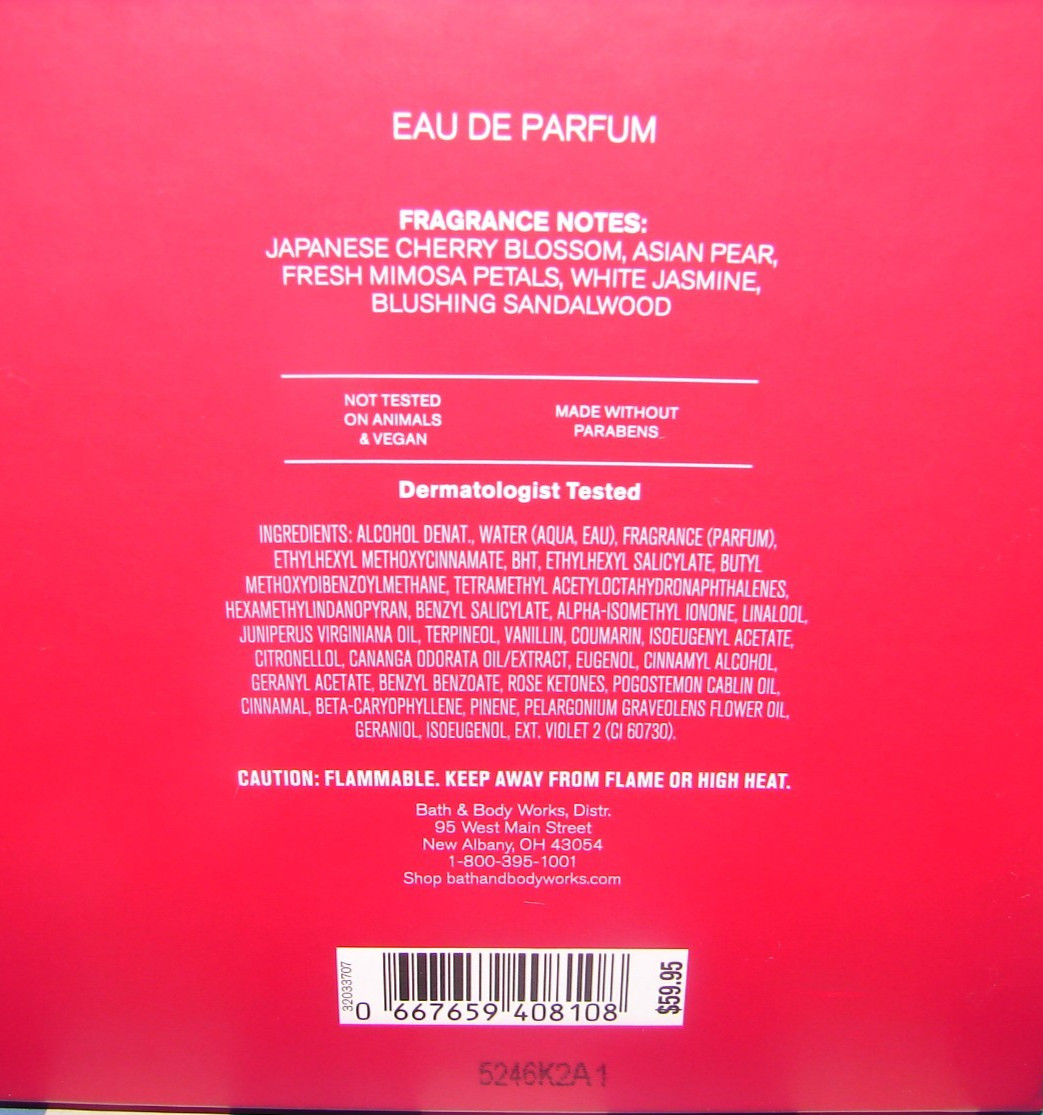 EAU DE PARFUM
FRAGRANCE NOTES:
JAPANESE CHERRY BLOSSOM, ASIAN PEAR,
FRESH MIMOSA PETALS, WHITE JASMINE,
BLUSHING SANDALWOOD
NOT TESTED
ON ANIMALS
& VEGAN
MADE WITHOUT
PARABENS
Dermatologist Tested
INGREDIENTS: ALCOHOL DENAT., WATER (AQUA, EAU), FRAGRANCE (PARFUM),
ETHYLHEXYL METHOXYCINNAMATE, BHT, ETHYLHEXYL SALICYLATE, BUTYL
METHOXYDIBENZOYLMETHANE, TETRAMETHYL ACETYLOCTAHYDRONAPHTHALENES,
HEXAMETHYLINDANOPYRAN, BENZYL SALICYLATE, ALPHA-ISOMETHYL IONONE, LINALOOL,
JUNIPERUS VIRGINIANA OIL, TERPINEOL, VANILLIN, COUMARIN, ISOEUGENYL ACETATE,
CITRONELLOL, CANANGA ODORATA OIL/EXTRACT, EUGENOL, CINNAMYL ALCOHOL,
GERANYL ACETATE, BENZYL BENZOATE, ROSE KETONES, POGOSTEMON CABLIN OIL,
CINNAMAL, BETA-CARYOPHYLLENE, PINENE, PELARGONIUM GRAVEOLENS FLOWER OIL,
GERANIOL, ISOEUGENOL, EXT. VIOLET 2 (CI 60730).
CAUTION: FLAMMABLE. KEEP AWAY FROM FLAME OR HIGH HEAT.
Bath & Body Works, Distr.
95 West Main Street
New Albany, OH 43054
1-800-395-1001
Shop bathandbodyworks.com
32033707
0 667659 408108
$59.95
5246K2A1